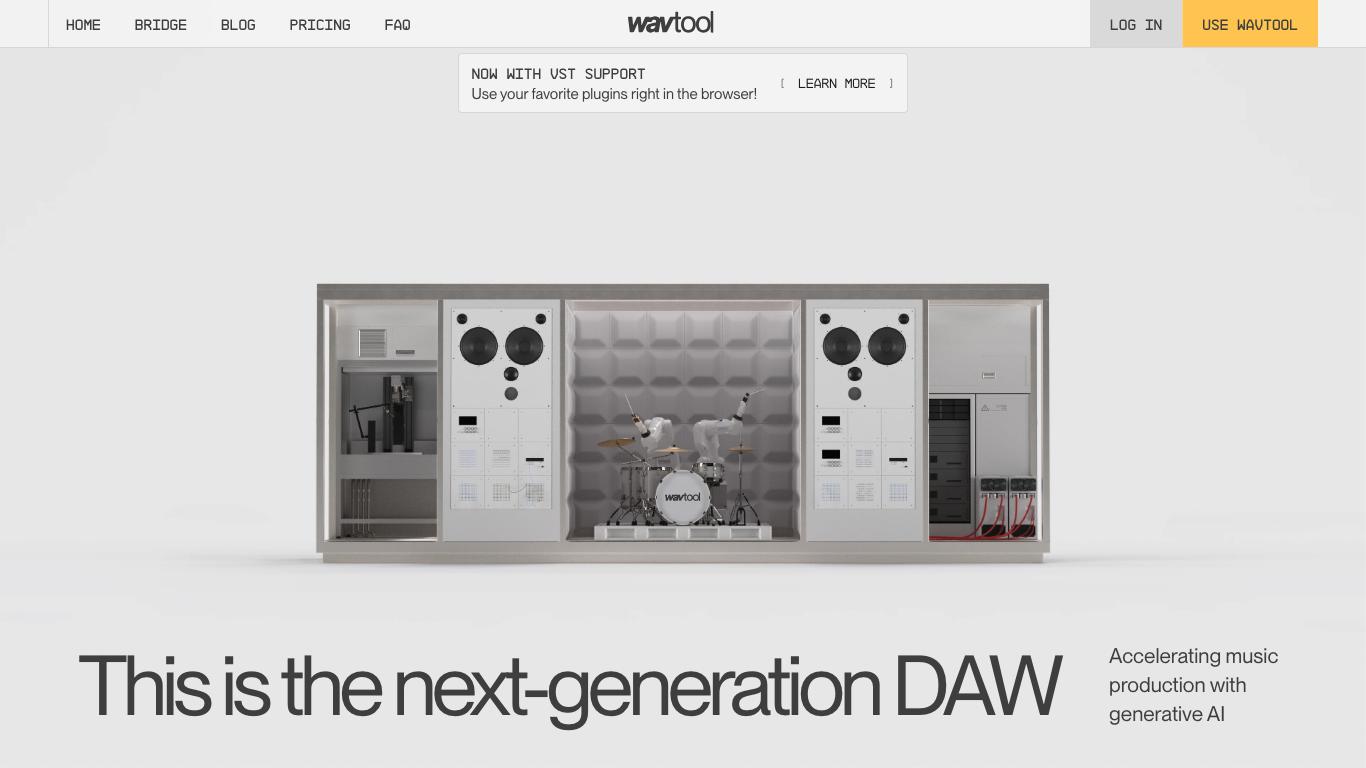 HOME
BRIDGE
BLOG
PRICING
FAQ
wavtool
LOG IN
USE WAVTOOL
NOW WITH VST SUPPORT
Use your favorite plugins right in the browser!
[ LEARN MORE ]
wavtool
This is the next-generation DAW
Accelerating music
production with
generative AI